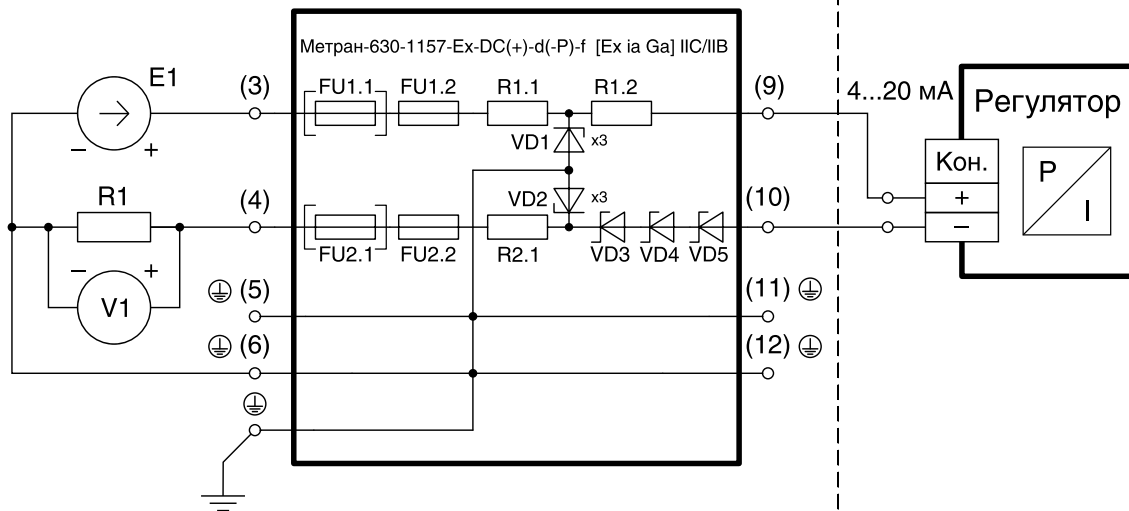 Метран-630-1157-Ex-DC(+)-d(-P)-f [Ex ia Ga] IIC/IIB
E1 (3) FU1.1 FU1.2 R1.1 R1.2 (9) 4...20 мА Регулятор
− +
VD1 x3
Кон.
P
I
R1 (4) VD2 x3 (10) +
−
FU2.1 FU2.2 R2.1 VD3 VD4 VD5
− +
V1 (5) (11)
(6) (12)